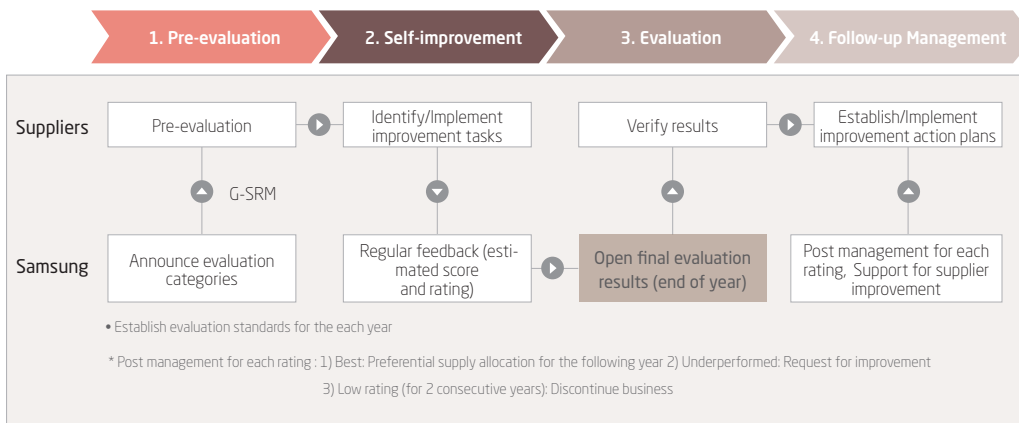 1. Pre-evaluation
2. Self-improvement
3. Evaluation
4. Follow-up Management
Suppliers
Pre-evaluation
Identify/Implement
improvement tasks
Verify results
Establish/Implement
improvement action plans
G-SRM
Samsung
Announce evaluation
categories
Regular feedback (esti-
mated score
and rating)
Open final evaluation
results (end of year)
Post management for each
rating, Support for supplier
improvement
• Establish evaluation standards for the each year
* Post management for each rating : 1) Best: Preferential supply allocation for the following year 2) Underperformed: Request for improvement
3) Low rating (for 2 consecutive years): Discontinue business